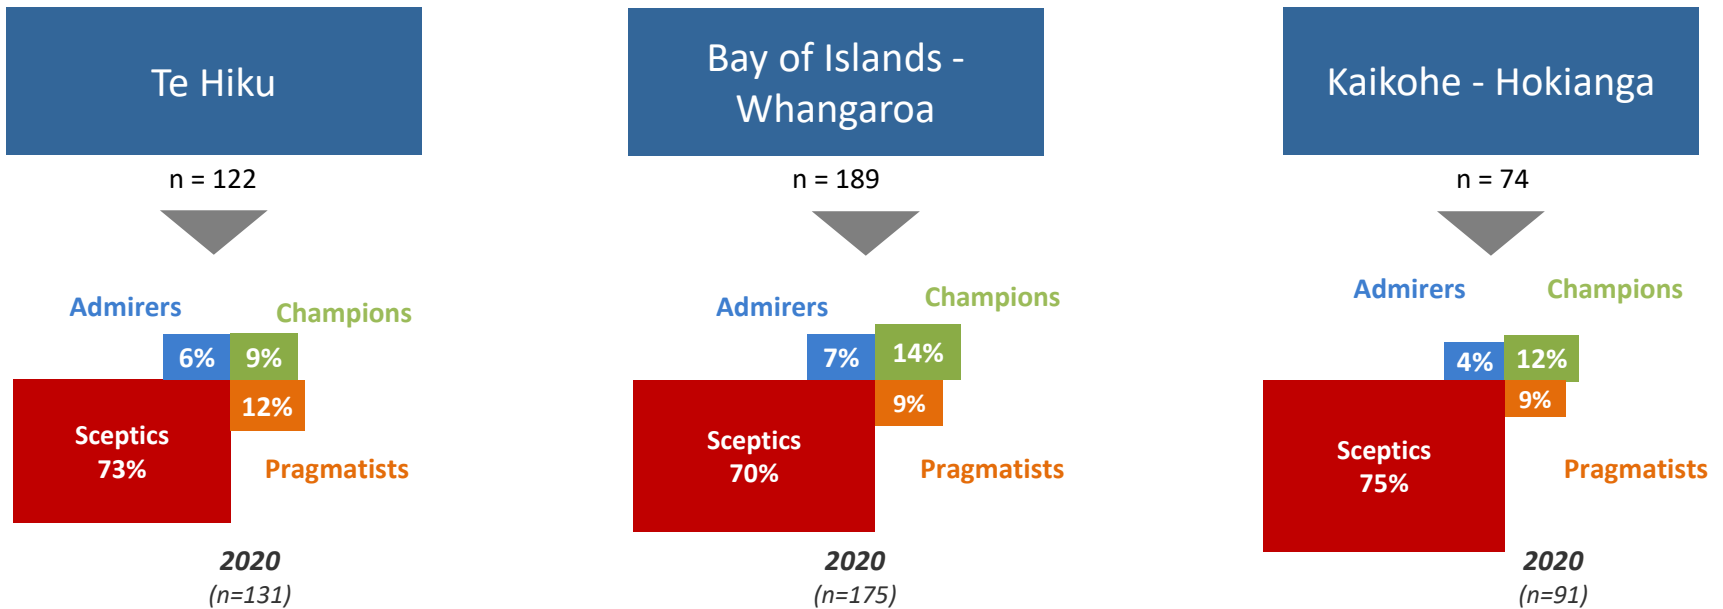 Te Hiku
n = 122
Admirers
Champions
6%
9%
12%
Sceptics
73%
Pragmatists
2020
(n=131)
Bay of Islands -
Whangaroa
n = 189
Admirers
Champions
7%
14%
9%
Sceptics
70%
Pragmatists
2020
(n=175)
Kaikohe - Hokianga
n = 74
Admirers
Champions
4%
12%
9%
Sceptics
75%
Pragmatists
2020
(n=91)